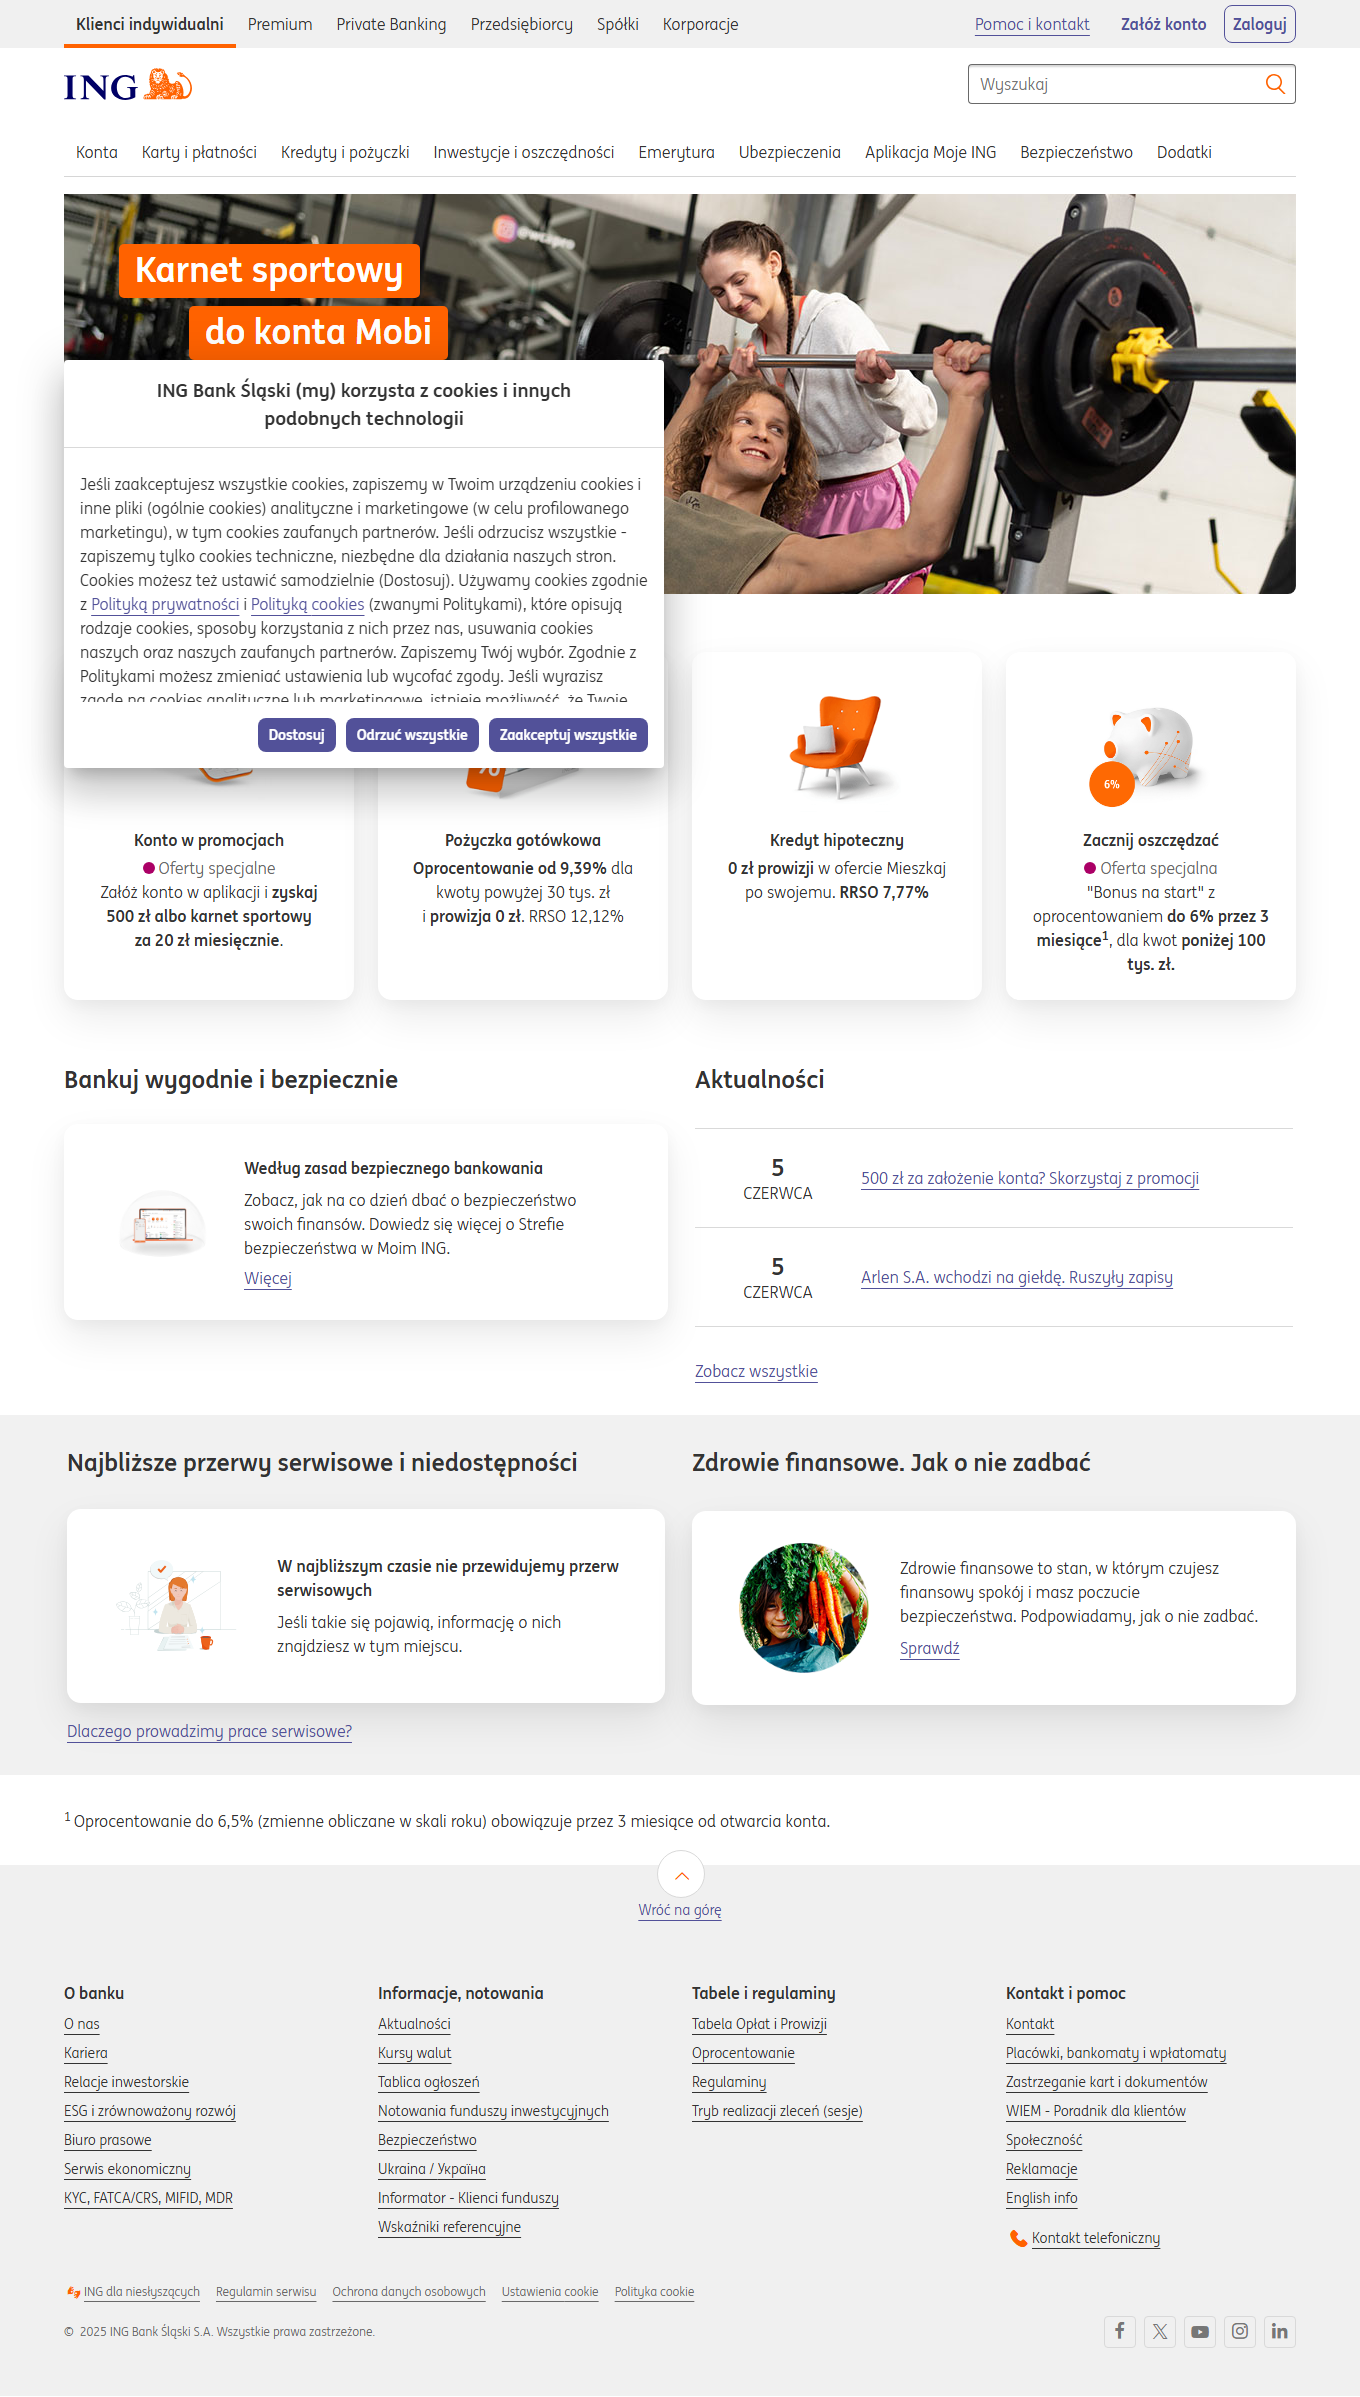 Klienci indywidualni Premium Private Banking Przedsiębiorcy Spółki Korporacje Pomoc i kontakt Załóż konto Zaloguj
ING
Wyszukaj
Konta Karty i płatności Kredyty i pożyczki Inwestycje i oszczędności Emerytura Ubezpieczenia Aplikacja Moje ING Bezpieczeństwo Dodatki
Karnet sportowy
do konta Mobi
ING Bank Śląski (my) korzysta z cookies i innych
podobnych technologii
Jeśli zaakceptujesz wszystkie cookies, zapiszemy w Twoim urządzeniu cookies i
inne pliki (ogólnie cookies) analityczne i marketingowe (w celu profilowanego
marketingu), w tym cookies zaufanych partnerów. Jeśli odrzucisz wszystkie -
zapiszemy tylko cookies techniczne, niezbędne dla działania naszych stron.
Cookies możesz też ustawić samodzielnie (Dostosuj). Używamy cookies zgodnie
z Polityką prywatności i Polityką cookies (zwanymi Politykami), które opisują
rodzaje cookies, sposoby korzystania z nich przez nas, usuwania cookies
naszych oraz naszych zaufanych partnerów. Zapiszemy Twój wybór. Zgodnie z
Politykami możesz zmieniać ustawienia lub wycofać zgody. Jeśli wyrazisz
zgodę na cookies analityczne lub marketingowe, istnieje możliwość, że Twoje
Dostosuj Odrzuć wszystkie Zaakceptuj wszystkie
Konto w promocjach
Oferty specjalne
Załóż konto w aplikacji i zyskaj
500 zł albo karnet sportowy
za 20 zł miesięcznie.
Pożyczka gotówkowa
Oprocentowanie od 9,39% dla
kwoty powyżej 30 tys. zł
i prowizja 0 zł. RRSO 12,12%
Kredyt hipoteczny
0 zł prowizji w ofercie Mieszkaj
po swojemu. RRSO 7,77%
6%
Zacznij oszczędzać
Oferta specjalna
"Bonus na start" z
oprocentowaniem do 6% przez 3
miesiące1, dla kwot poniżej 100
tys. zł.
Bankuj wygodnie i bezpiecznie
Według zasad bezpiecznego bankowania
Zobacz, jak na co dzień dbać o bezpieczeństwo
swoich finansów. Dowiedz się więcej o Strefie
bezpieczeństwa w Moim ING.
Więcej
Aktualności
5
CZERWCA
500 zł za założenie konta? Skorzystaj z promocji
5
CZERWCA
Arlen S.A. wchodzi na giełdę. Ruszyły zapisy
Zobacz wszystkie
Najbliższe przerwy serwisowe i niedostępności
W najbliższym czasie nie przewidujemy przerw
serwisowych
Jeśli takie się pojawią, informację o nich
znajdziesz w tym miejscu.
Dlaczego prowadzimy prace serwisowe?
Zdrowie finansowe. Jak o nie zadbać
Zdrowie finansowe to stan, w którym czujesz
finansowy spokój i masz poczucie
bezpieczeństwa. Podpowiadamy, jak o nie zadbać.
Sprawdź
1 Oprocentowanie do 6,5% (zmienne obliczane w skali roku) obowiązuje przez 3 miesiące od otwarcia konta.
Wróć na górę
O banku
O nas
Kariera
Relacje inwestorskie
ESG i zrównoważony rozwój
Biuro prasowe
Serwis ekonomiczny
KYC, FATCA/CRS, MIFID, MDR
Informacje, notowania
Aktualności
Kursy walut
Tablica ogłoszeń
Notowania funduszy inwestycyjnych
Bezpieczeństwo
Ukraina / Україна
Informator - Klienci funduszy
Wskaźniki referencyjne
Tabele i regulaminy
Tabela Opłat i Prowizji
Oprocentowanie
Regulaminy
Tryb realizacji zleceń (sesje)
Kontakt i pomoc
Kontakt
Placówki, bankomaty i wpłatomaty
Zastrzeganie kart i dokumentów
WIEM - Poradnik dla klientów
Społeczność
Reklamacje
English info
Kontakt telefoniczny
ING dla niesłyszących Regulamin serwisu Ochrona danych osobowych Ustawienia cookie Polityka cookie
© 2025 ING Bank Śląski S.A. Wszystkie prawa zastrzeżone.